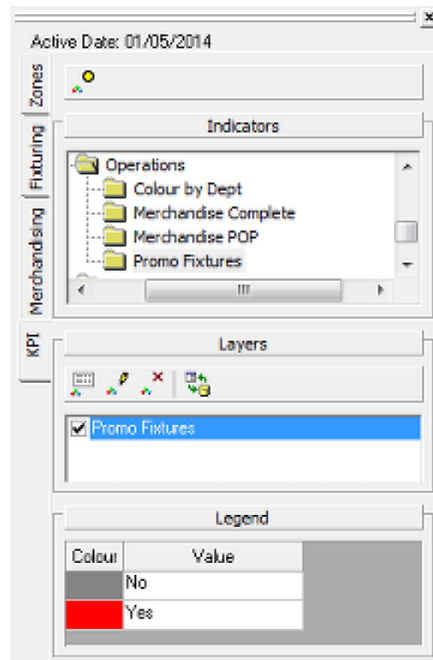 Active Date: 01/05/2014
Zones
Fixturing
Merchandising
KPI
Indicators
Operations
Colour by Dept
Merchandise Complete
Merchandise POP
Promo Fixtures
Layers
Promo Fixtures
Legend
Colour Value
No
Yes